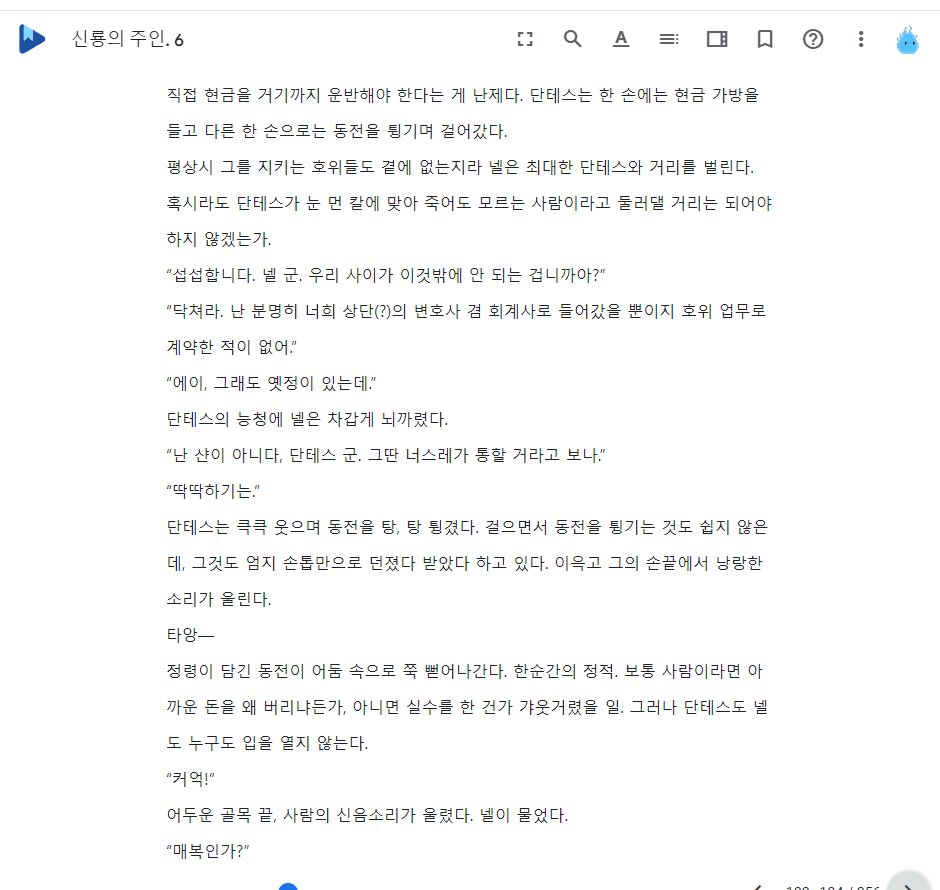 신룡의 주인. 6
직접 현금을 거기까지 운반해야 한다는 게 난제다. 단테스는 한 손에는 현금 가방을
들고 다른 한 손으로는 동전을 튕기며 걸어갔다.
평상시 그를 지키는 호위들도 곁에 없는지라 넬은 최대한 단테스와 거리를 벌린다.
혹시라도 단테스가 눈 먼 칼에 맞아 죽어도 모르는 사람이라고 둘러댈 거리는 되어야
하지 않겠는가.
“섭섭합니다. 넬 군. 우리 사이가 이것밖에 안 되는 겁니까아?”
“닥쳐라. 난 분명히 너희 상단(?)의 변호사 겸 회계사로 들어갔을 뿐이지 호위 업무로
계약한 적이 없어.”
“에이, 그래도 옛정이 있는데.”
단테스의 능청에 넬은 차갑게 뇌까렸다.
“난 샨이 아니다, 단테스 군. 그딴 너스레가 통할 거라고 보나.”
“딱딱하기는.”
단테스는 큭큭 웃으며 동전을 탕, 탕 튕겼다. 걸으면서 동전을 튕기는 것도 쉽지 않은
데, 그것도 엄지 손톱만으로 던졌다 받았다 하고 있다. 이윽고 그의 손끝에서 낭랑한
소리가 울린다.
타앙—
정령이 담긴 동전이 어둠 속으로 쭉 뻗어나간다. 한순간의 정적. 보통 사람이라면 아
까운 돈을 왜 버리냐든가, 아니면 실수를 한 건가 갸웃거렸을 일. 그러나 단테스도 넬
도 누구도 입을 열지 않는다.
“커억!”
어두운 골목 끝, 사람의 신음소리가 울렸다. 넬이 물었다.
“매복인가?”